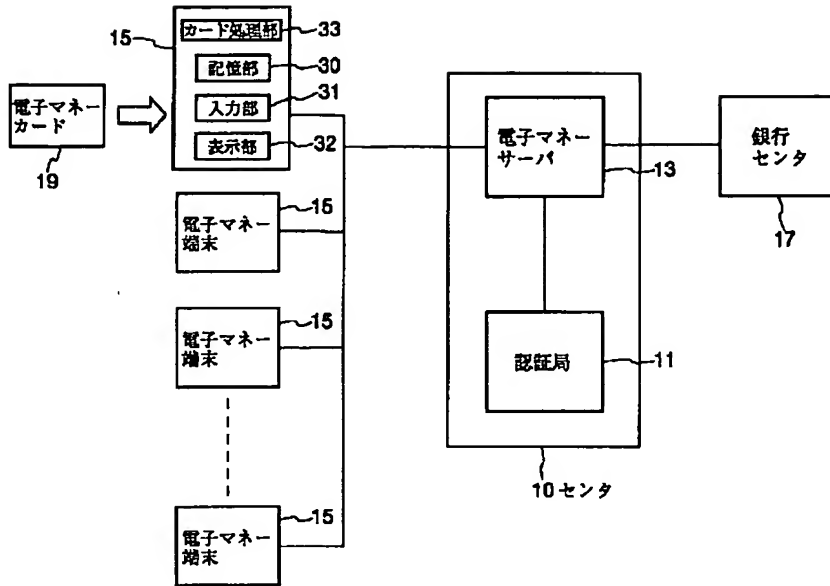 15
カード処理部
33
記憶部
30
入力部
31
表示部
32
電子マネー
カード
19
電子マネー
端末
15
電子マネー
端末
15
電子マネー
端末
15
電子マネー
サーバ
13
認証局
11
10 センタ
銀行
センタ
17